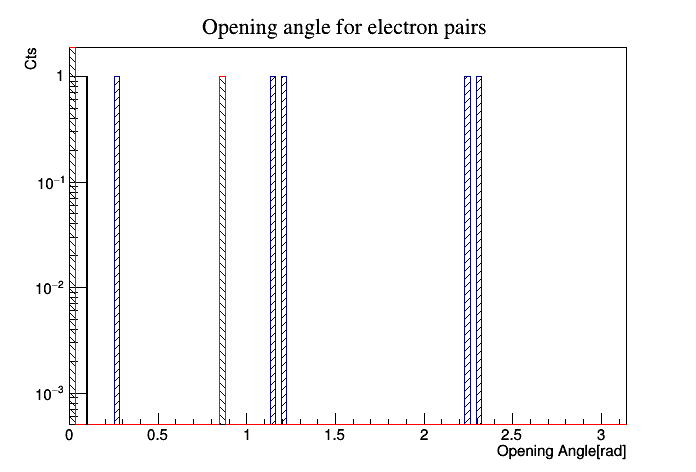 Opening angle for electron pairs
Cts
1
10⁻¹
10⁻²
10⁻³
0 0.5 1 1.5 2 2.5 3
Opening Angle[rad]